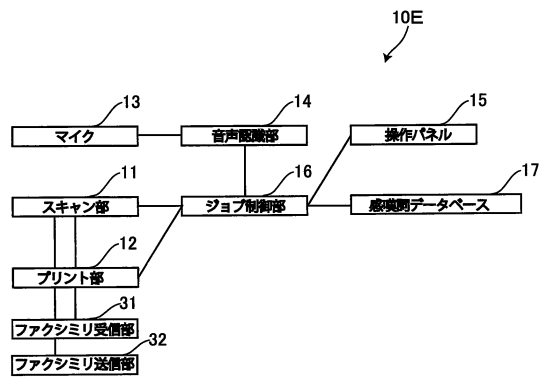 10E
13
14
15
マイク
音声認識部
操作パネル
11
16
17
スキャン部
ジョブ制御部
感嘆詞データベース
12
プリント部
31
ファクシミリ受信部
32
ファクシミリ送信部